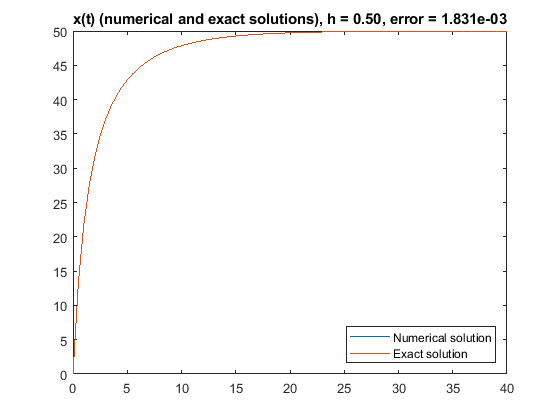 x(t) (numerical and exact solutions), h = 0.50, error = 1.831e-03
50
45
40
35
30
25
20
15
10
5
0
Numerical solution
Exact solution
0 5 10 15 20 25 30 35 40